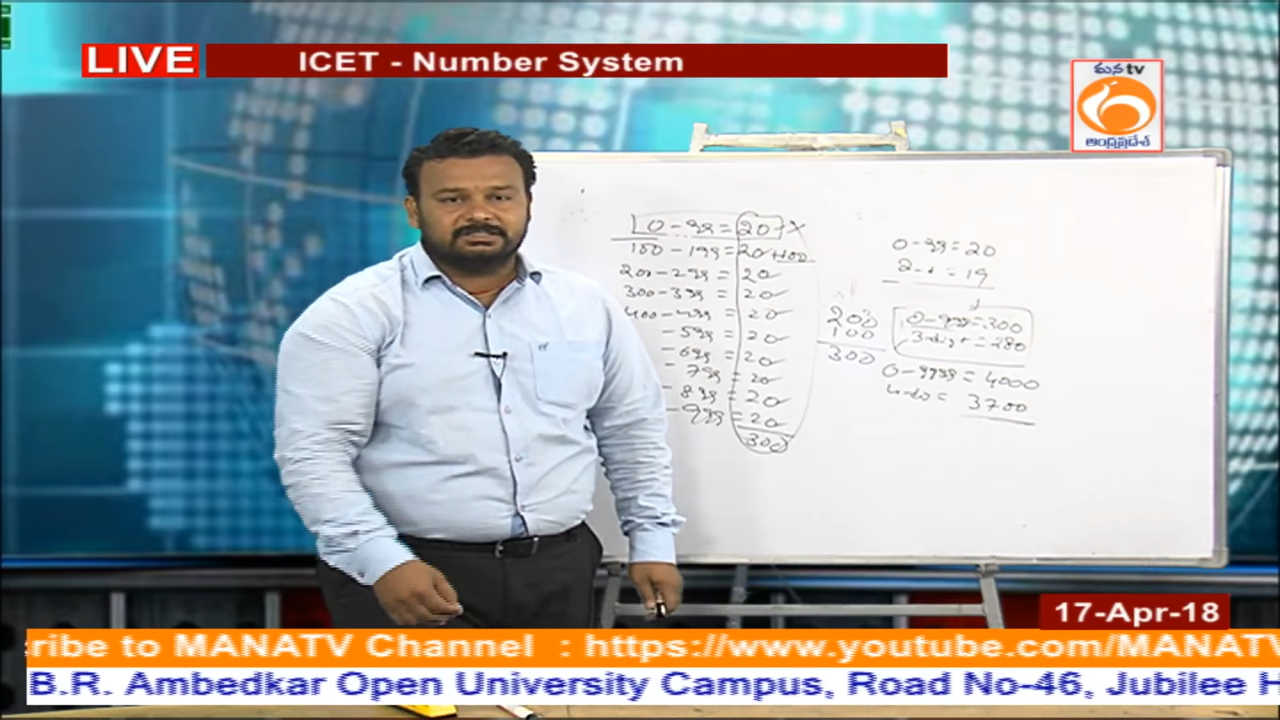 LIVE
ICET - Number System
మన tv
ఆంధ్రప్రదేశ్
0-99=20 x
100-199=20+100
200-299=20
300-399=20
400-499=20
-599=20
-699=20
-799=20
-899=20
-999=20
300
200
100
300
0-99=20
=19
0-999=300
3-digit=280
0-9999=4000
3700
17-Apr-18
ribe to MANATV Channel : https://www.youtube.com/MANATV
B.R. Ambedkar Open University Campus, Road No-46, Jubilee H